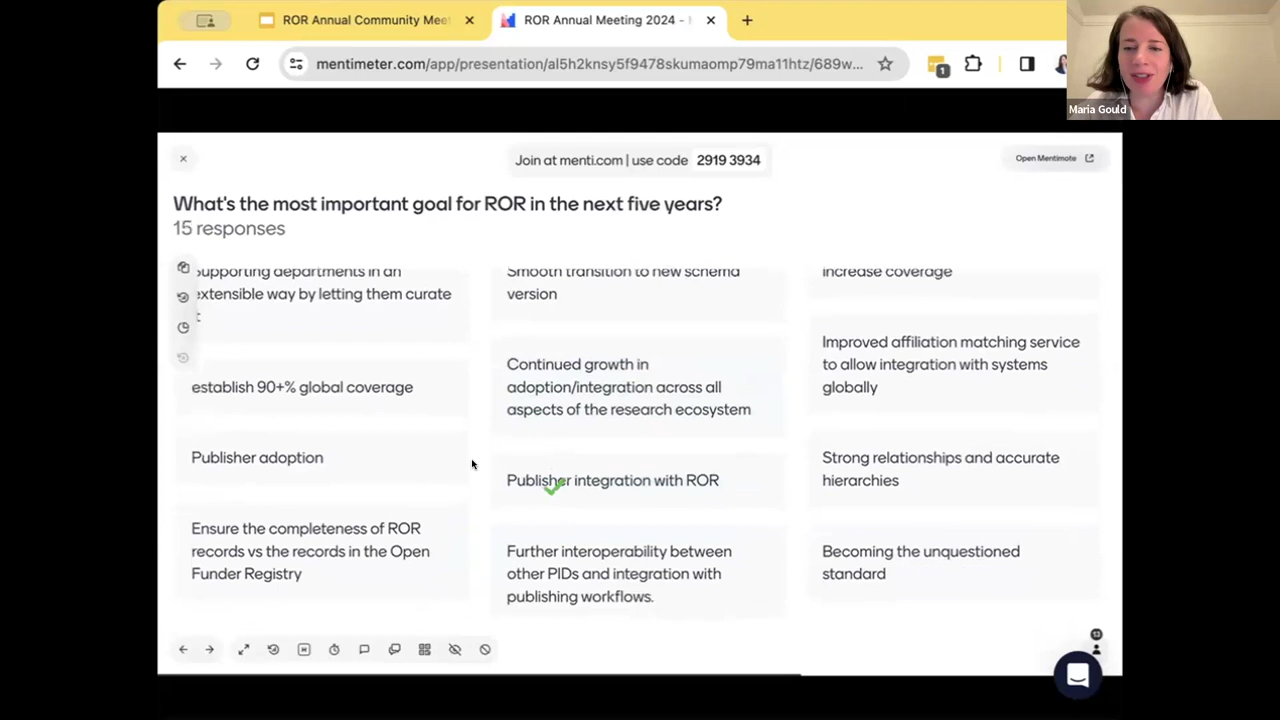 ROR Annual Community Mee
ROR Annual Meeting 2024 -
mentimeter.com/app/presentation/al5h2knsy5f9478skumaomp79ma11htz/689w...
1
Maria Gould
Join at menti.com | use code 2919 3934
Open Mentimote
What's the most important goal for ROR in the next five years?
15 responses
Supporting departments in an
extensible way by letting them curate
establish 90+% global coverage
Publisher adoption
Ensure the completeness of ROR
records vs the records in the Open
Funder Registry
Smooth transition to new schema
version
Continued growth in
adoption/integration across all
aspects of the research ecosystem
Publisher integration with ROR
Further interoperability between
other PIDs and integration with
publishing workflows.
increase coverage
Improved affiliation matching service
to allow integration with systems
globally
Strong relationships and accurate
hierarchies
Becoming the unquestioned
standard
13